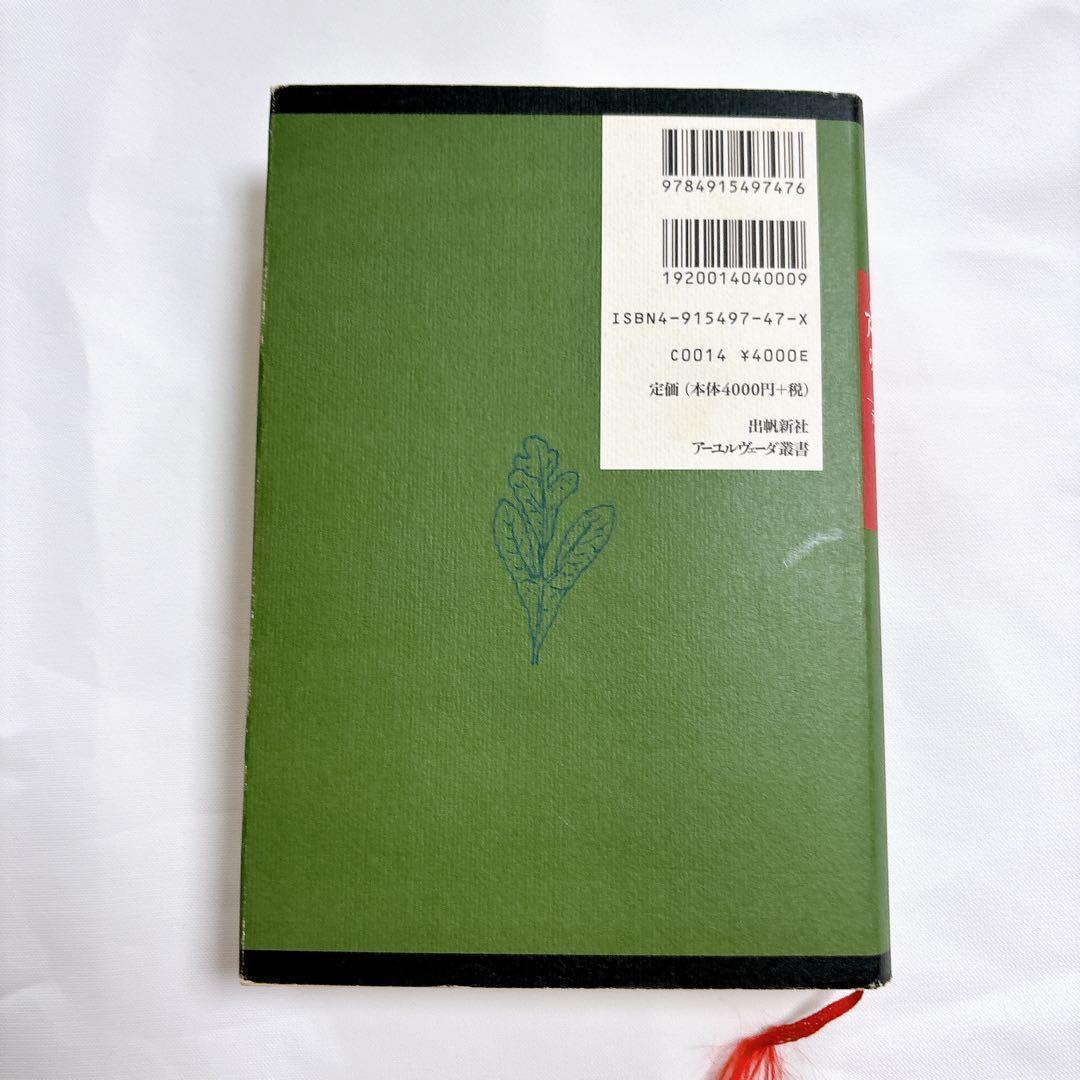 9784915497476
1920014040009
ISBN4-915497-47-X
C0014 ¥4000E
定価(本体4000円+税)
出帆新社
アーユルヴェーダ叢書